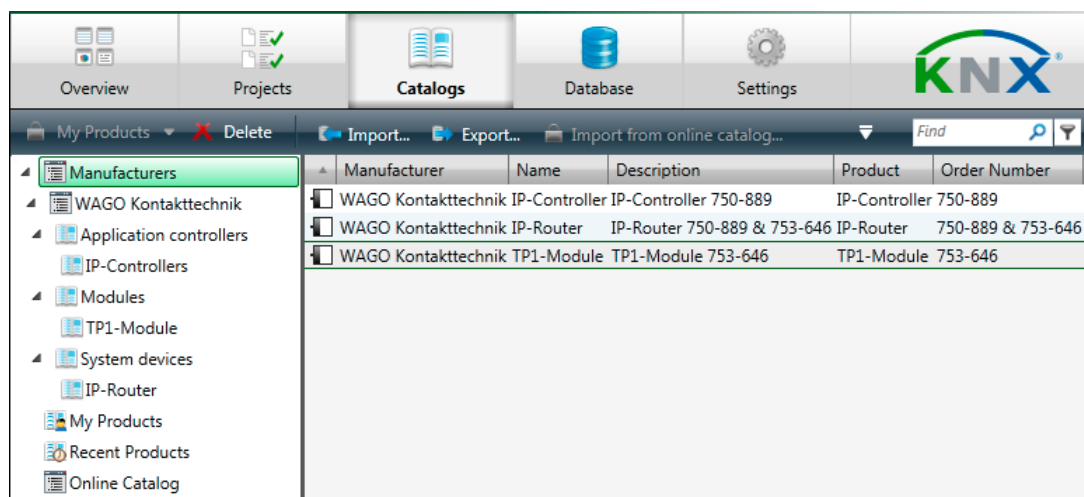 Overview Projects Catalogs Database Settings KNX®
My Products Delete Import... Export... Import from online catalog... Find
Manufacturers
WAGO Kontakttechnik
Application controllers
IP-Controllers
Modules
TP1-Module
System devices
IP-Router
My Products
Recent Products
Online Catalog
Manufacturer Name Description Product Order Number
WAGO Kontakttechnik IP-Controller IP-Controller 750-889 IP-Controller 750-889
WAGO Kontakttechnik IP-Router IP-Router 750-889 & 753-646 IP-Router 750-889 & 753-646
WAGO Kontakttechnik TP1-Module TP1-Module 753-646 TP1-Module 753-646